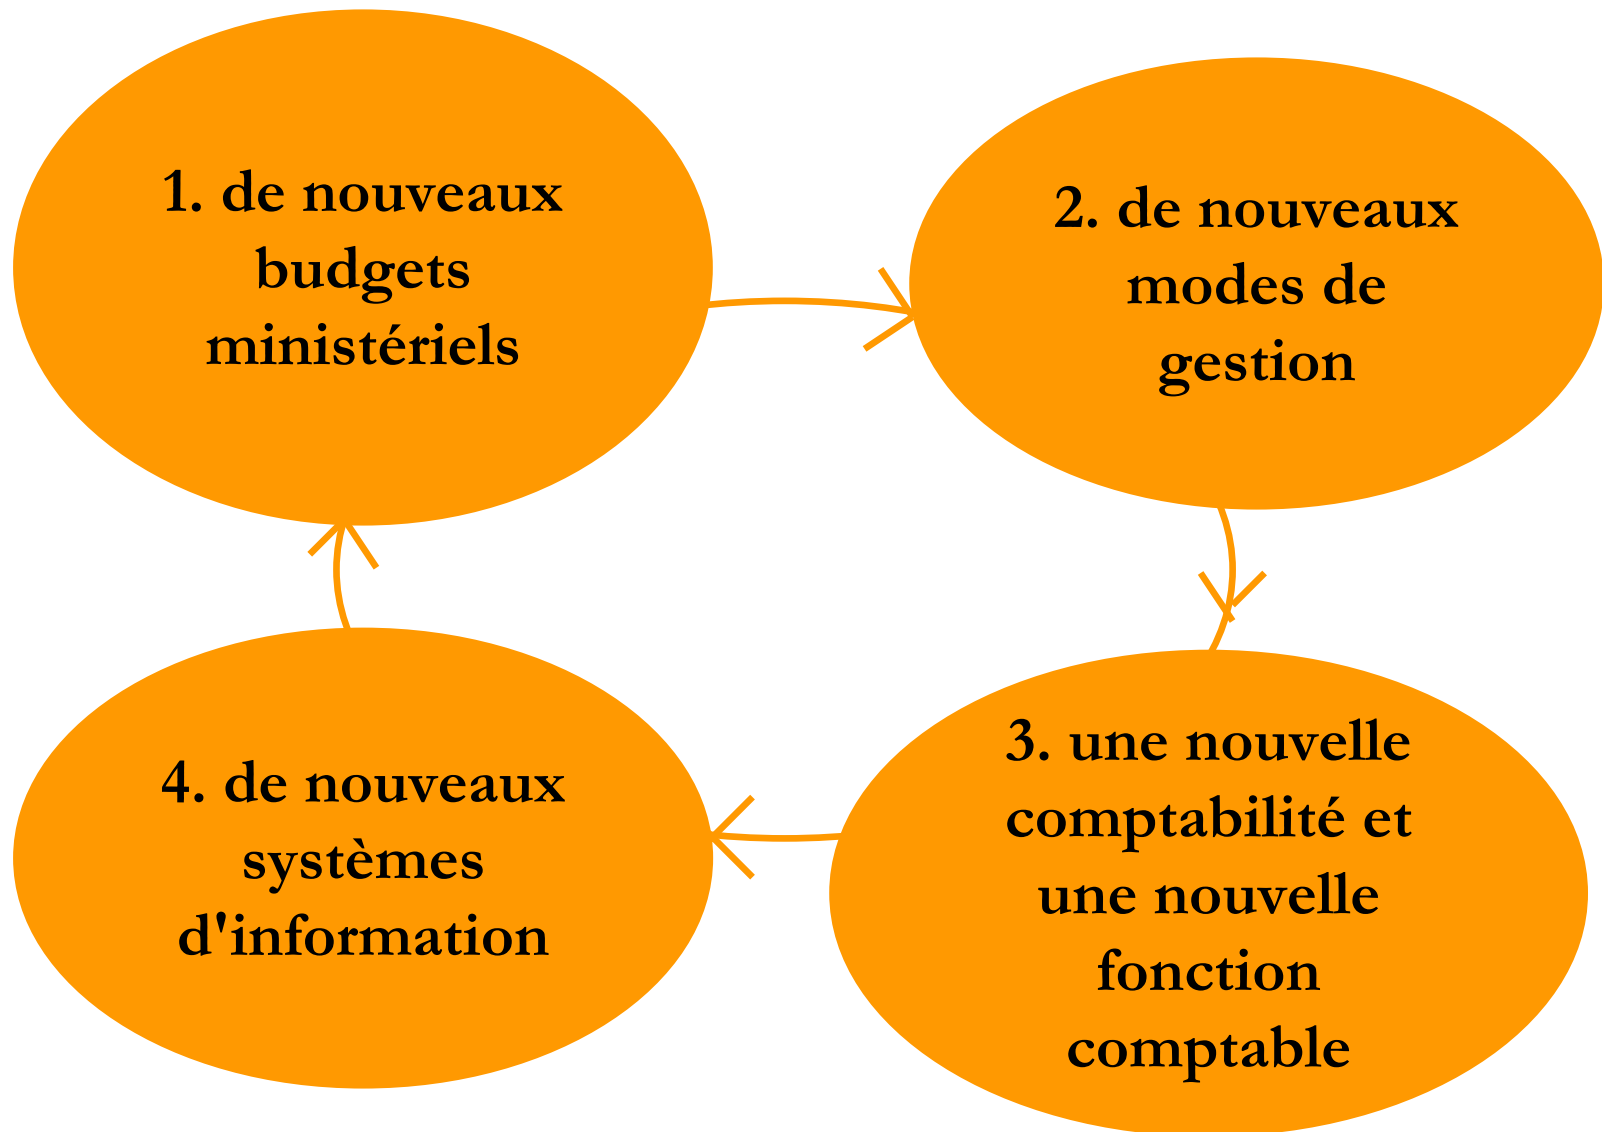 1. de nouveaux
budgets
ministériels
2. de nouveaux
modes de
gestion
3. une nouvelle
comptabilité et
une nouvelle
fonction
comptable
4. de nouveaux
systèmes
d'information